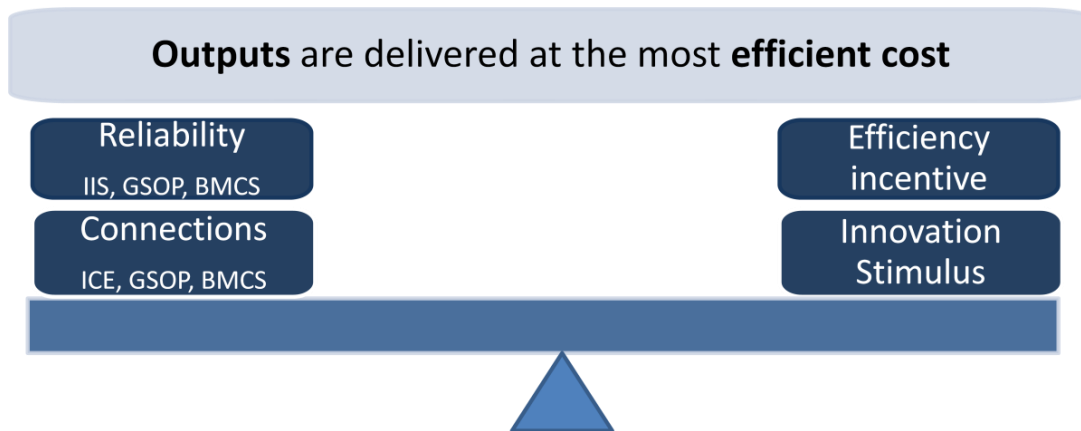 Outputs are delivered at the most efficient cost
Reliability
IIS, GSOP, BMCS
Connections
ICE, GSOP, BMCS
Efficiency
incentive
Innovation
Stimulus